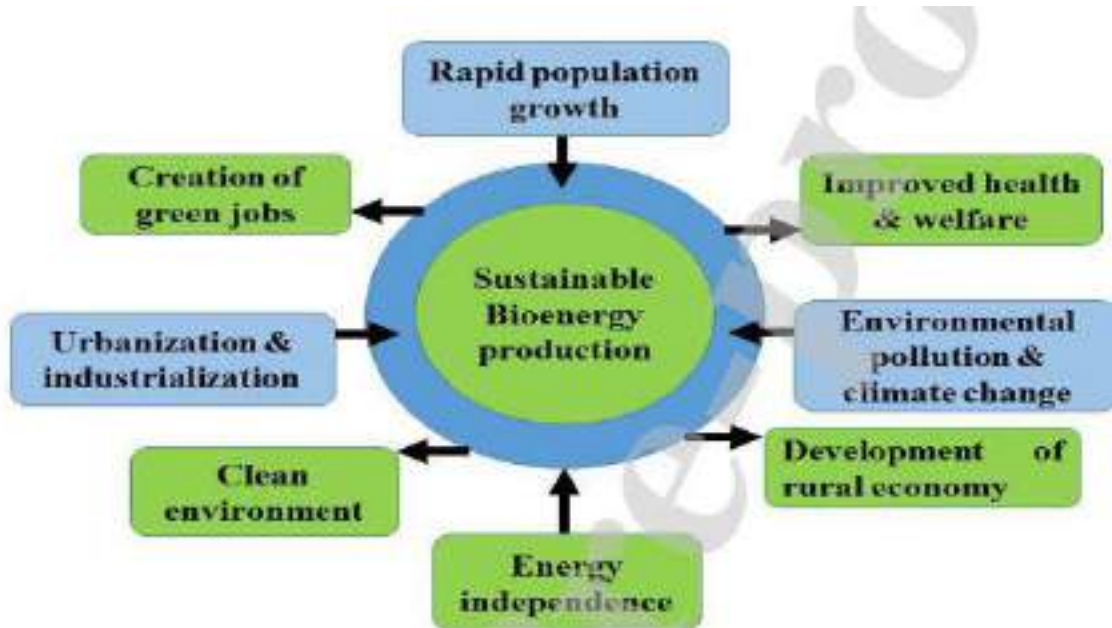 Rapid population
growth
Creation of
green jobs
Improved health
& welfare
Sustainable
Bioenergy
production
Urbanization &
industrialization
Environmental
pollution &
climate change
Clean
environment
Development of
rural economy
Energy
independence